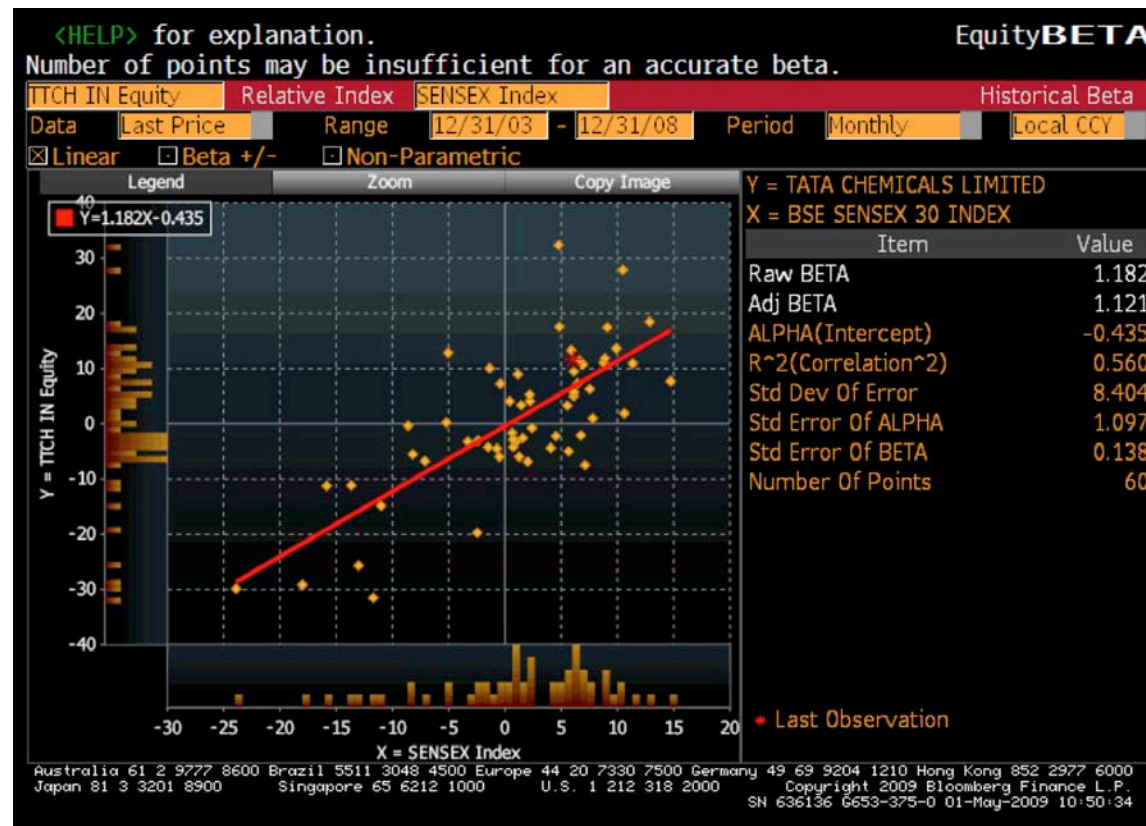 <HELP> for explanation. EquityBETA
Number of points may be insufficient for an accurate beta.
TTCH IN Equity Relative Index SENSEX Index Historical Beta
Data Last Price Range 12/31/03 - 12/31/08 Period Monthly Local CCY
Linear Beta +/- Non-Parametric
Legend Zoom Copy Image
Y = TATA CHEMICALS LIMITED
X = BSE SENSEX 30 INDEX
Item Value
Raw BETA 1.182
Adj BETA 1.121
ALPHA(Intercept) -0.435
R^2(Correlation^2) 0.560
Std Dev Of Error 8.404
Std Error Of ALPHA 1.097
Std Error Of BETA 0.138
Number Of Points 60
* Last Observation
Y=1.182X-0.435
40
30
20
10
0
-10
-20
-30
-40
Y = TTCH IN Equity
-30 -25 -20 -15 -10 -5 0 5 10 15 20
X = SENSEX Index
Australia 61 2 9777 8600 Brazil 5511 3048 4500 Europe 44 20 7330 7500 Germany 49 69 9204 1210 Hong Kong 852 2977 6000
Japan 81 3 3201 8900 Singapore 65 6212 1000 U.S. 1 212 318 2000 Copyright 2009 Bloomberg Finance L.P.
SN 636136 G653-375-0 01-May-2009 10:50:34